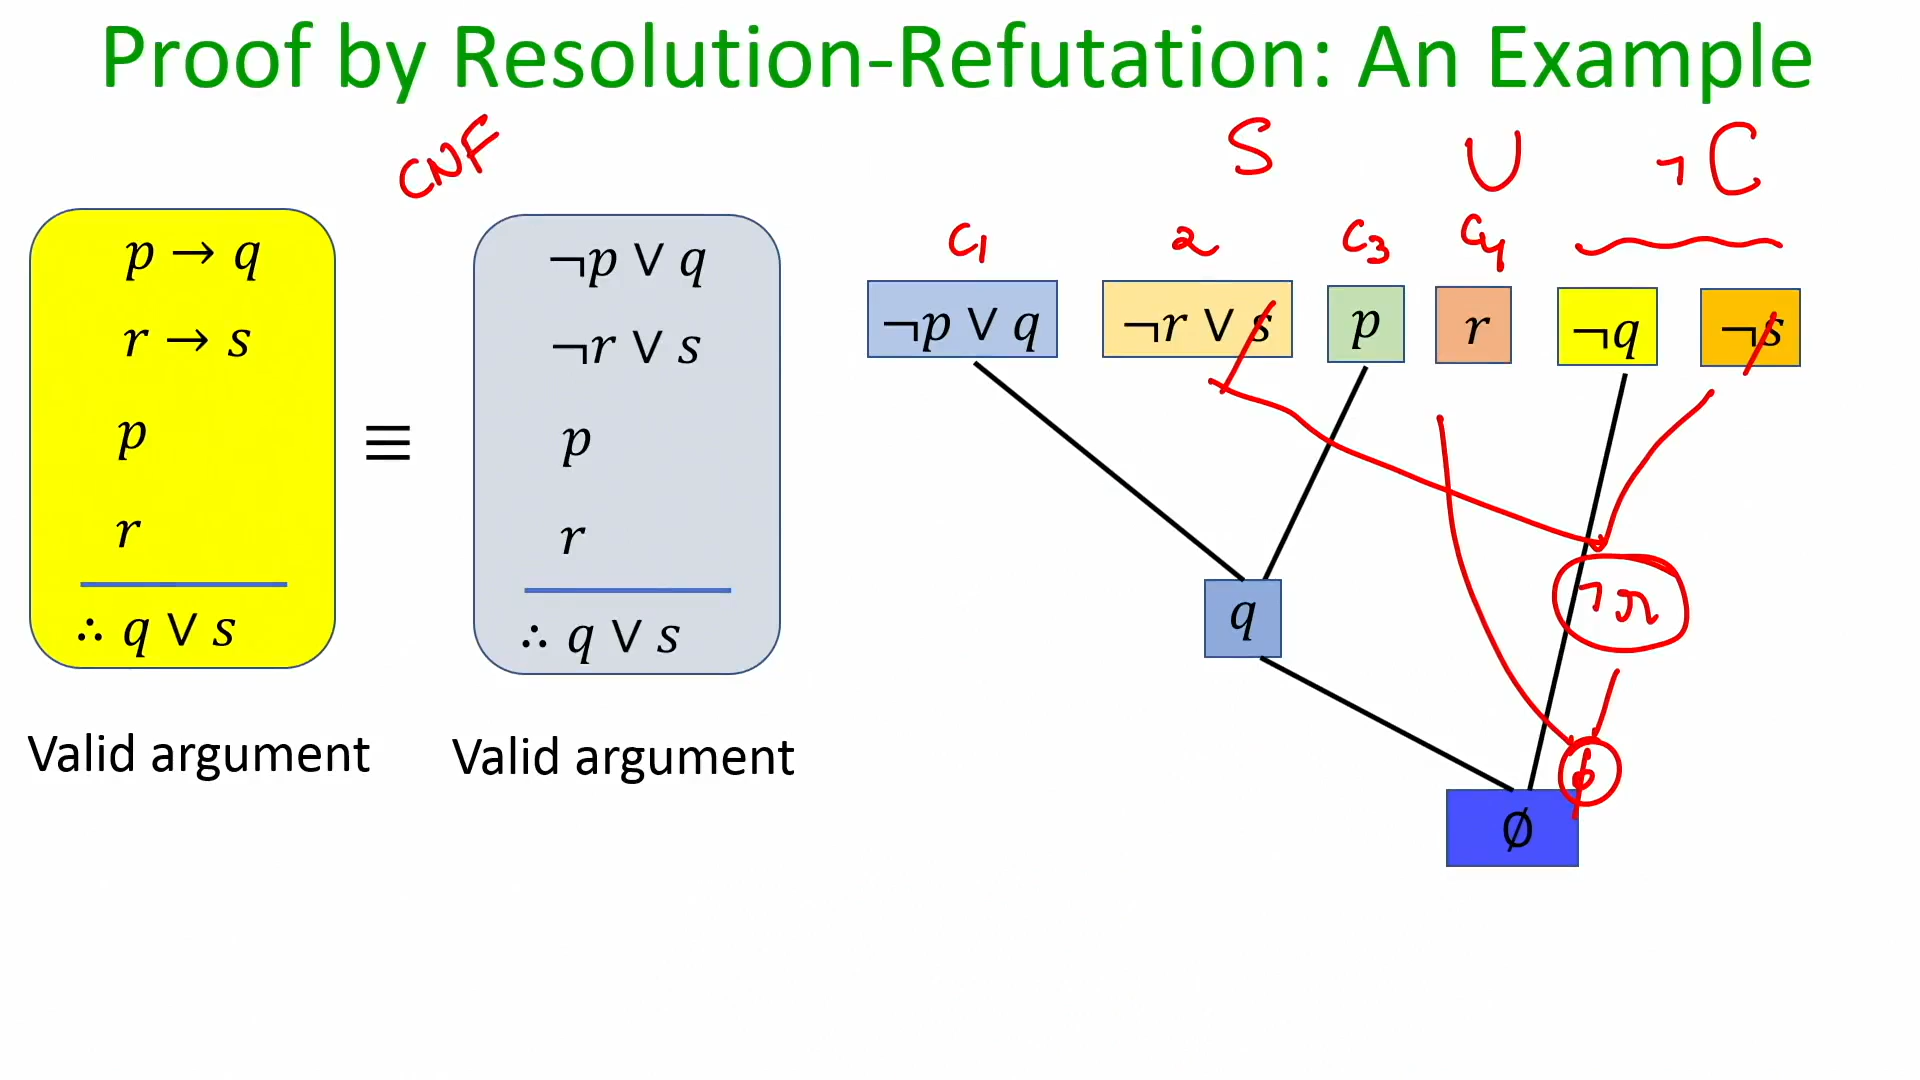 Proof by Resolution-Refutation: An Example
CNF
S ∪ ¬C
p → q
r → s
p
r
∴ q ∨ s
Valid argument
≡
¬p ∨ q
¬r ∨ s
p
r
∴ q ∨ s
Valid argument
C1 2 C3 C4
¬p ∨ q ¬r ∨ s p r ¬q ¬s
q
¬r
ϕ
∅